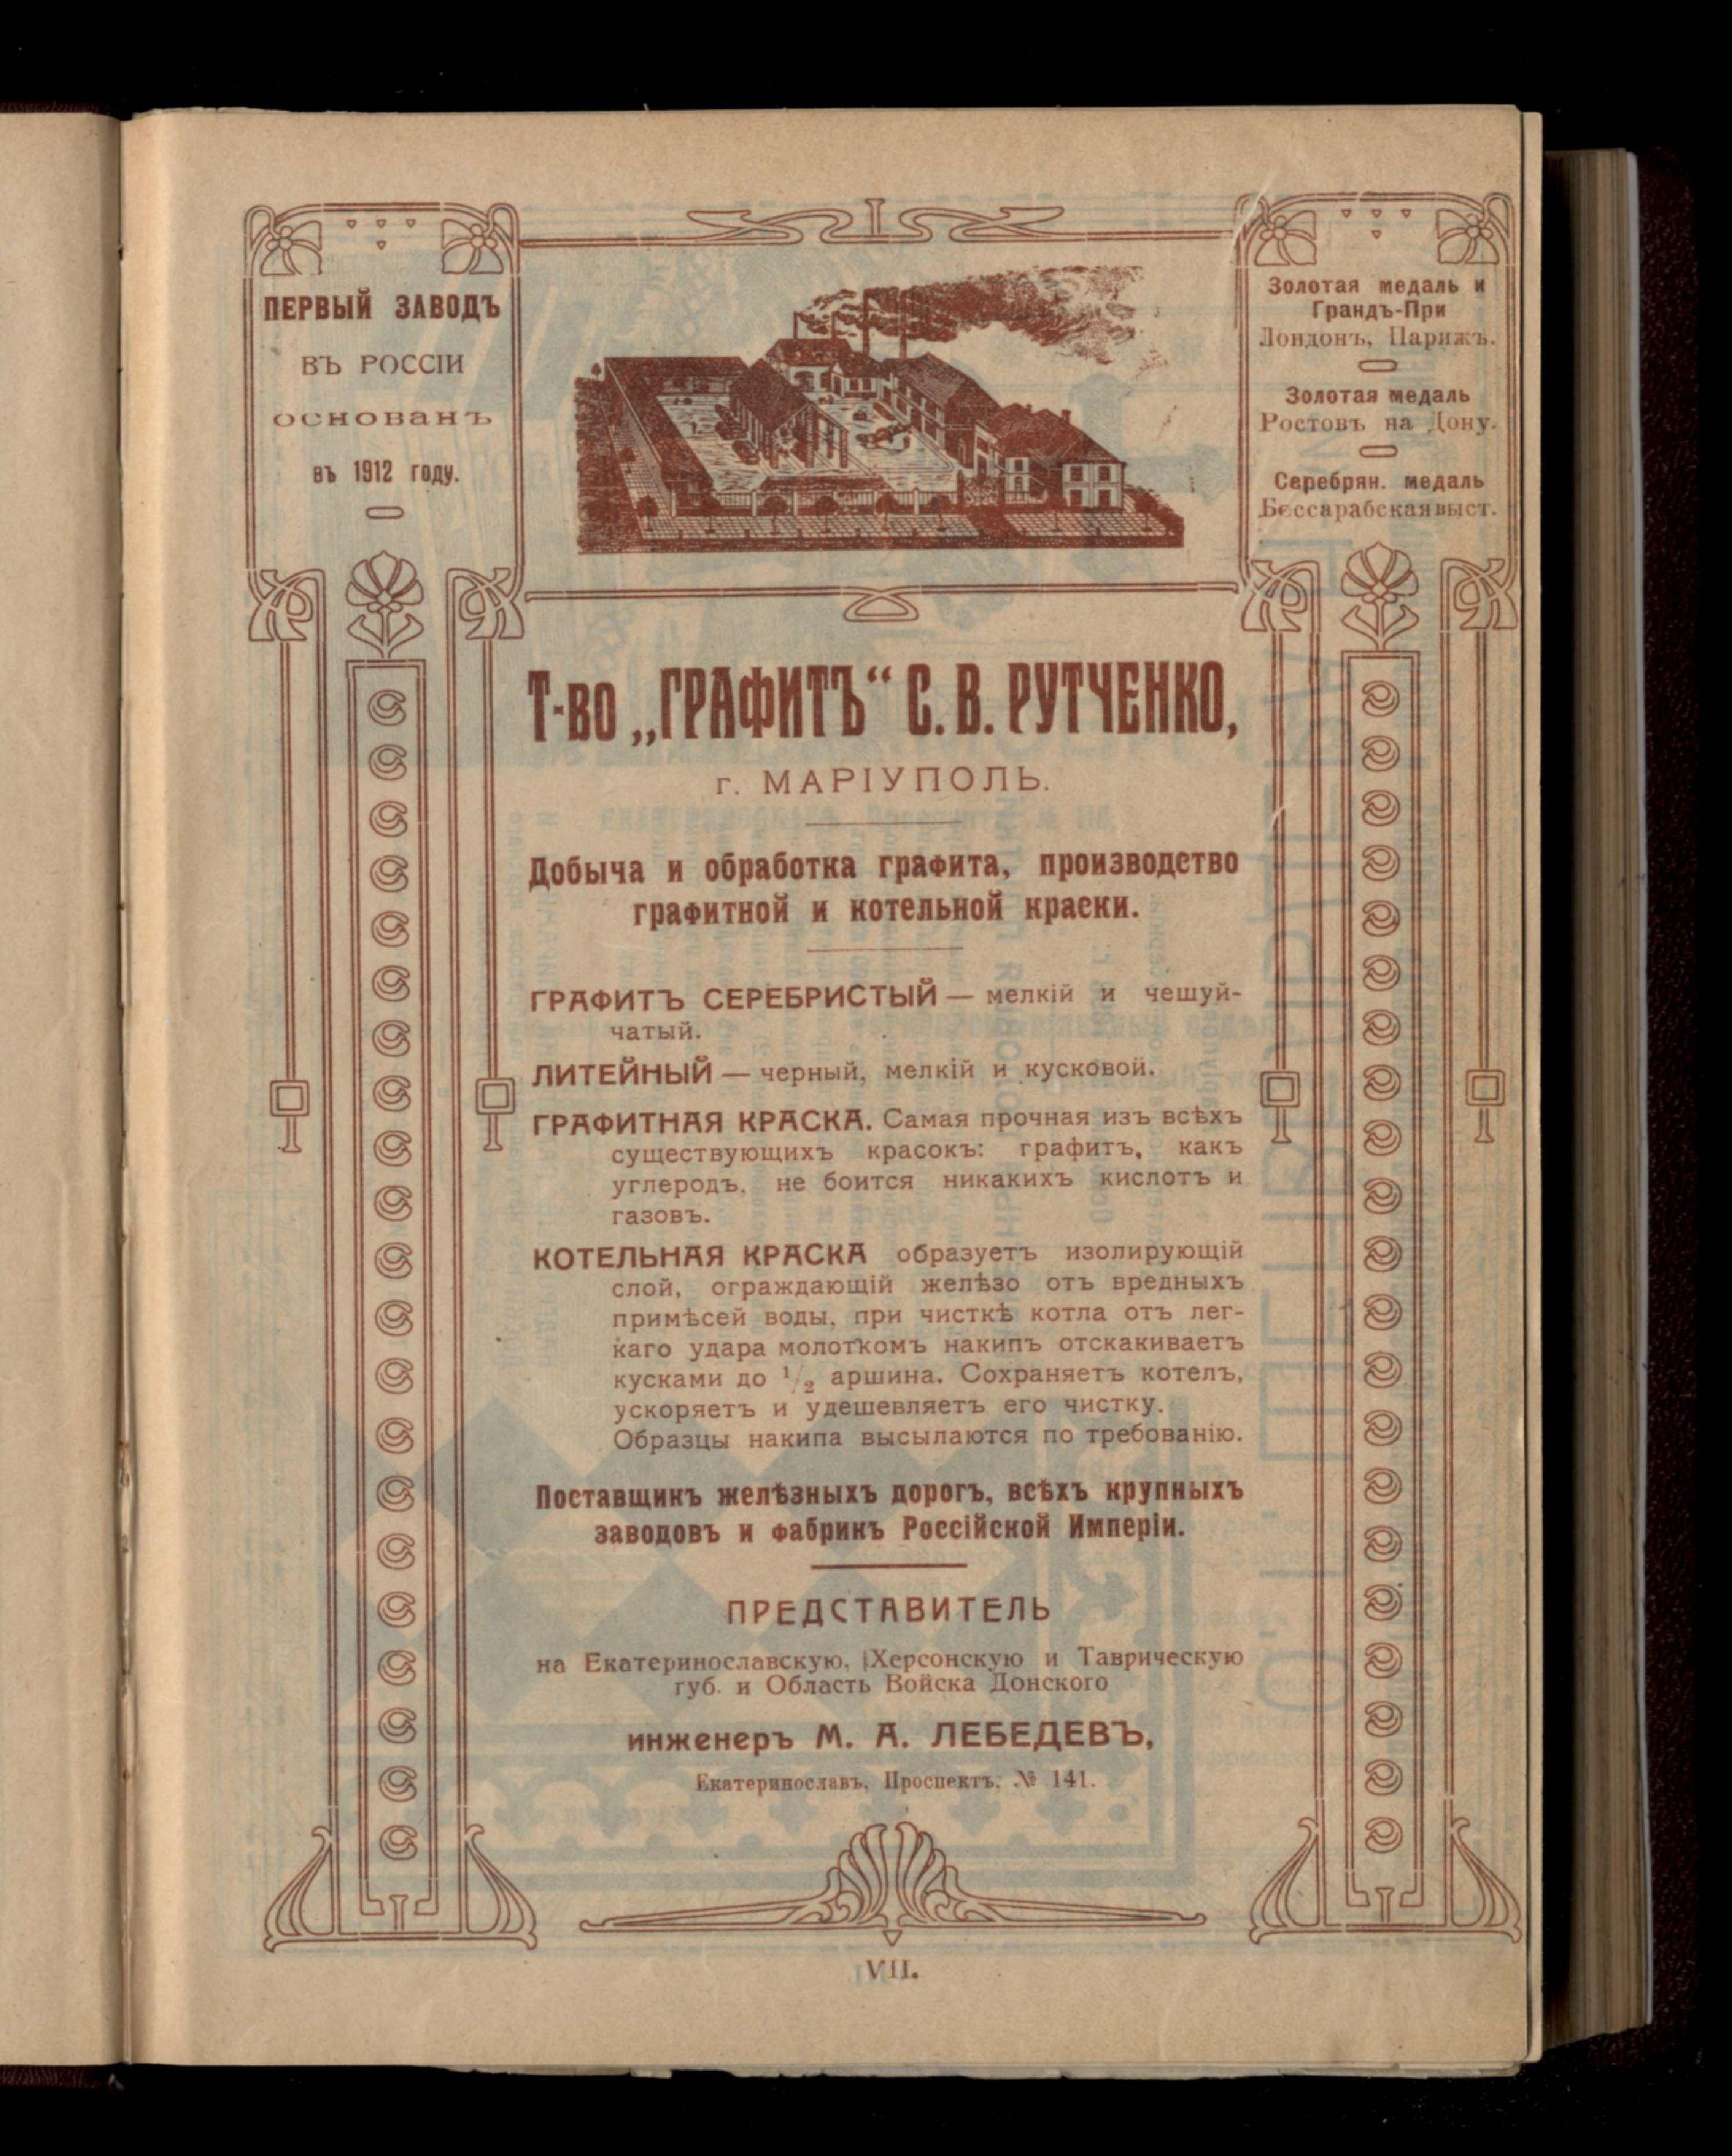 ПЕРВЫЙ ЗАВОДЪ
ВЪ РОССІИ
ОСНОВАНЪ
въ 1912 году.
Золотая медаль и
Грандъ-При
Лондонъ, Парижъ.
Золотая медаль
Ростовъ на Дону.
Серебрян. медаль
Бессарабская выст.
Т-во „ГРАФИТЪ“ С. В. РУТЧЕНКО,
г. МАРІУПОЛЬ.
Добыча и обработка графита, производство
графитной и котельной краски.
ГРАФИТЪ СЕРЕБРИСТЫЙ — мелкій и чешуй-
чатый.
ЛИТЕЙНЫЙ — черный, мелкій и кусковой.
ГРАФИТНАЯ КРАСКА. Самая прочная изъ всѣхъ
существующихъ красокъ: графитъ, какъ
углеродъ, не боится никакихъ кислотъ и
газовъ.
КОТЕЛЬНАЯ КРАСКА образуетъ изолирующій
слой, ограждающій желѣзо отъ вредныхъ
примѣсей воды, при чисткѣ котла отъ лег-
каго удара молоткомъ накипъ отскакиваетъ
кусками до 1/2 аршина. Сохраняетъ котелъ,
ускоряетъ и удешевляетъ его чистку.
Образцы накипа высылаются по требованію.
Поставщикъ желѣзныхъ дорогъ, всѣхъ крупныхъ
заводовъ и фабрикъ Россійской Имперіи.
ПРЕДСТАВИТЕЛЬ
на Екатеринославскую, Херсонскую и Таврическую
губ. и Область Войска Донского
инженеръ М. А. ЛЕБЕДЕВЪ,
Екатеринославъ, Проспектъ, № 141.
VII.